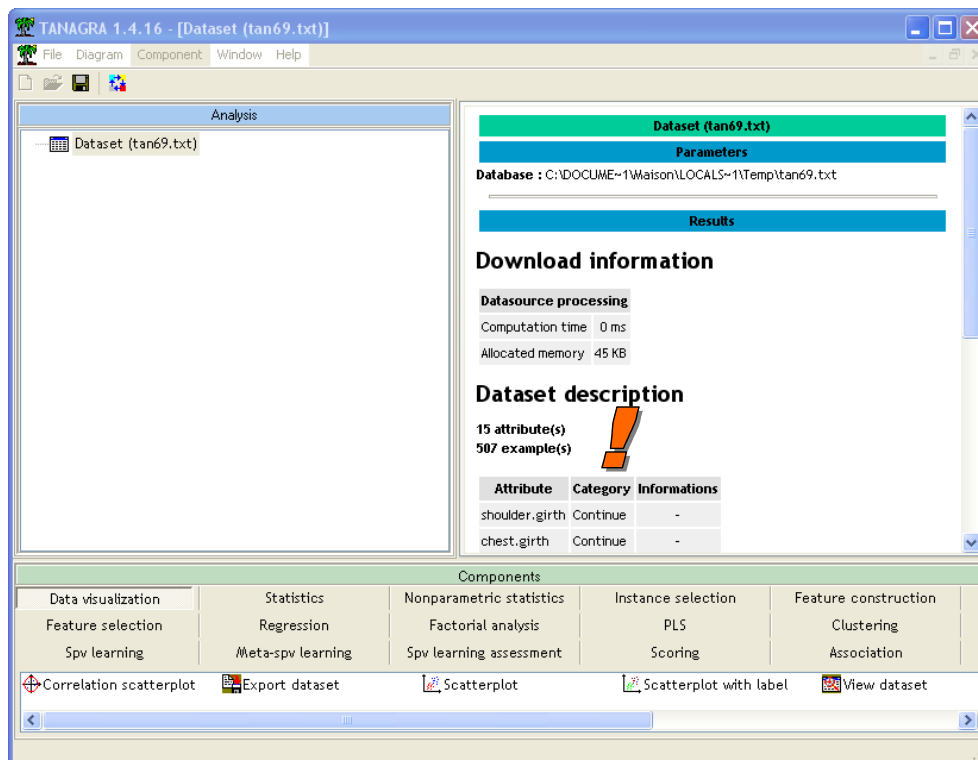 TANAGRA 1.4.16 - [Dataset (tan69.txt)]
File Diagram Component Window Help
Analysis
Dataset (tan69.txt)
Dataset (tan69.txt)
Parameters
Database : C:\DOCUME~1\Maison\LOCALS~1\Temp\tan69.txt
Results
Download information
Datasource processing
Computation time 0 ms
Allocated memory 45 KB
Dataset description
15 attribute(s)
507 example(s)
Attribute Category Informations
shoulder.girth Continue -
chest.girth Continue -
Components
Data visualization Statistics Nonparametric statistics Instance selection Feature construction
Feature selection Regression Factorial analysis PLS Clustering
Spv learning Meta-spv learning Spv learning assessment Scoring Association
Correlation scatterplot Export dataset Scatterplot Scatterplot with label View dataset